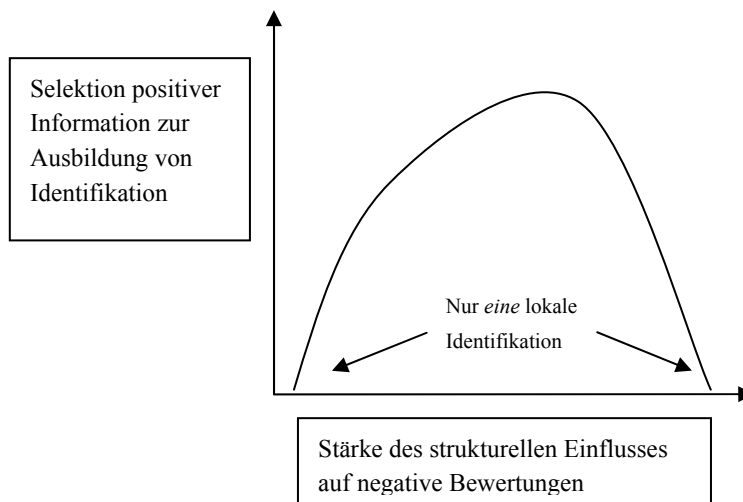 Selektion positiver
Information zur
Ausbildung von
Identifikation
Nur eine lokale
Identifikation
Stärke des strukturellen Einflusses
auf negative Bewertungen